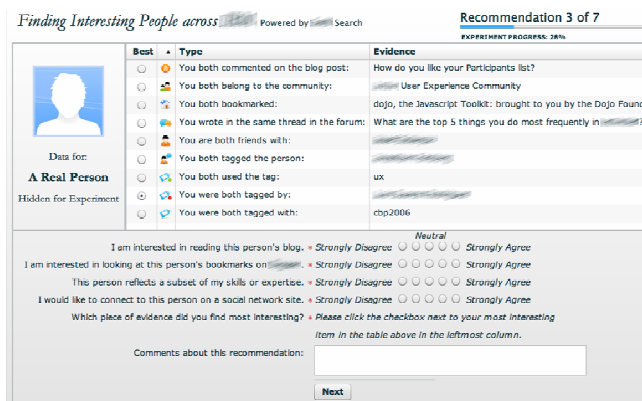 Finding Interesting People across
Powered by Search
Recommendation 3 of 7
EXPERIMENT PROGRESS: 28%
Best Type Evidence
You both commented on the blog post: How do you like your Participants list?
You both belong to the community: User Experience Community
You both bookmarked: dojo, the Javascript Toolkit: brought to you by the Dojo Found
You wrote in the same thread in the forum: What are the top 5 things you do most frequently in ?
You are both friends with:
You both tagged the person:
You both used the tag: ux
You were both tagged by:
You were both tagged with: cbp2006
Data for:
A Real Person
Hidden for Experiment
Neutral
I am interested in reading this person's blog. * Strongly Disagree Strongly Agree
I am interested in looking at this person's bookmarks on . * Strongly Disagree Strongly Agree
This person reflects a subset of my skills or expertise. * Strongly Disagree Strongly Agree
I would like to connect to this person on a social network site. * Strongly Disagree Strongly Agree
Which piece of evidence did you find most interesting? * Please click the checkbox next to your most interesting
item in the table above in the leftmost column.
Comments about this recommendation:
Next